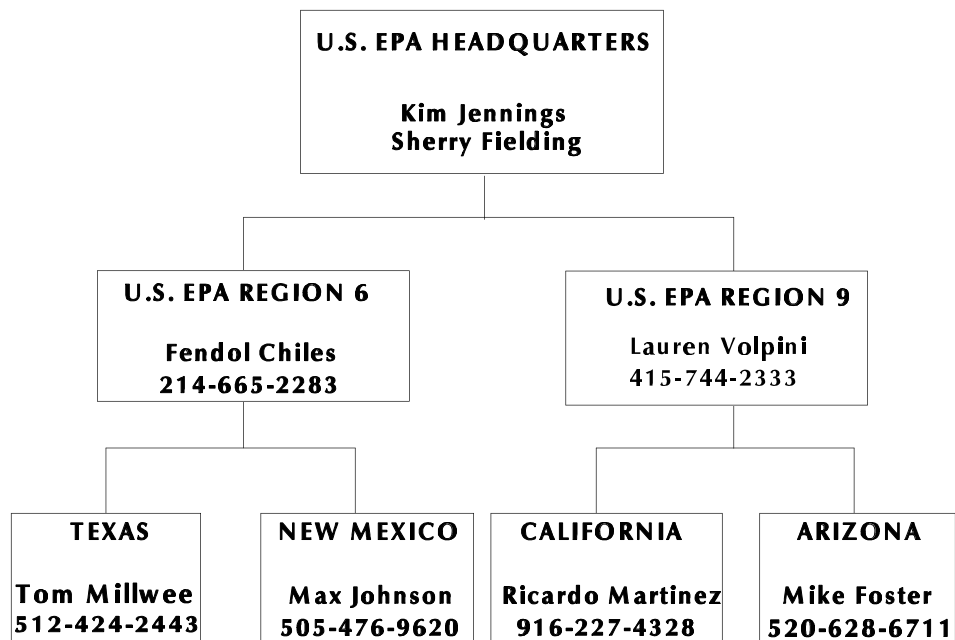 U.S. EPA HEADQUARTERS
Kim Jennings
Sherry Fielding
U.S. EPA REGION 6
Fendol Chiles
214-665-2283
U.S. EPA REGION 9
Lauren Volpini
415-744-2333
TEXAS
Tom Millwee
512-424-2443
NEW MEXICO
Max Johnson
505-476-9620
CALIFORNIA
Ricardo Martinez
916-227-4328
ARIZONA
Mike Foster
520-628-6711